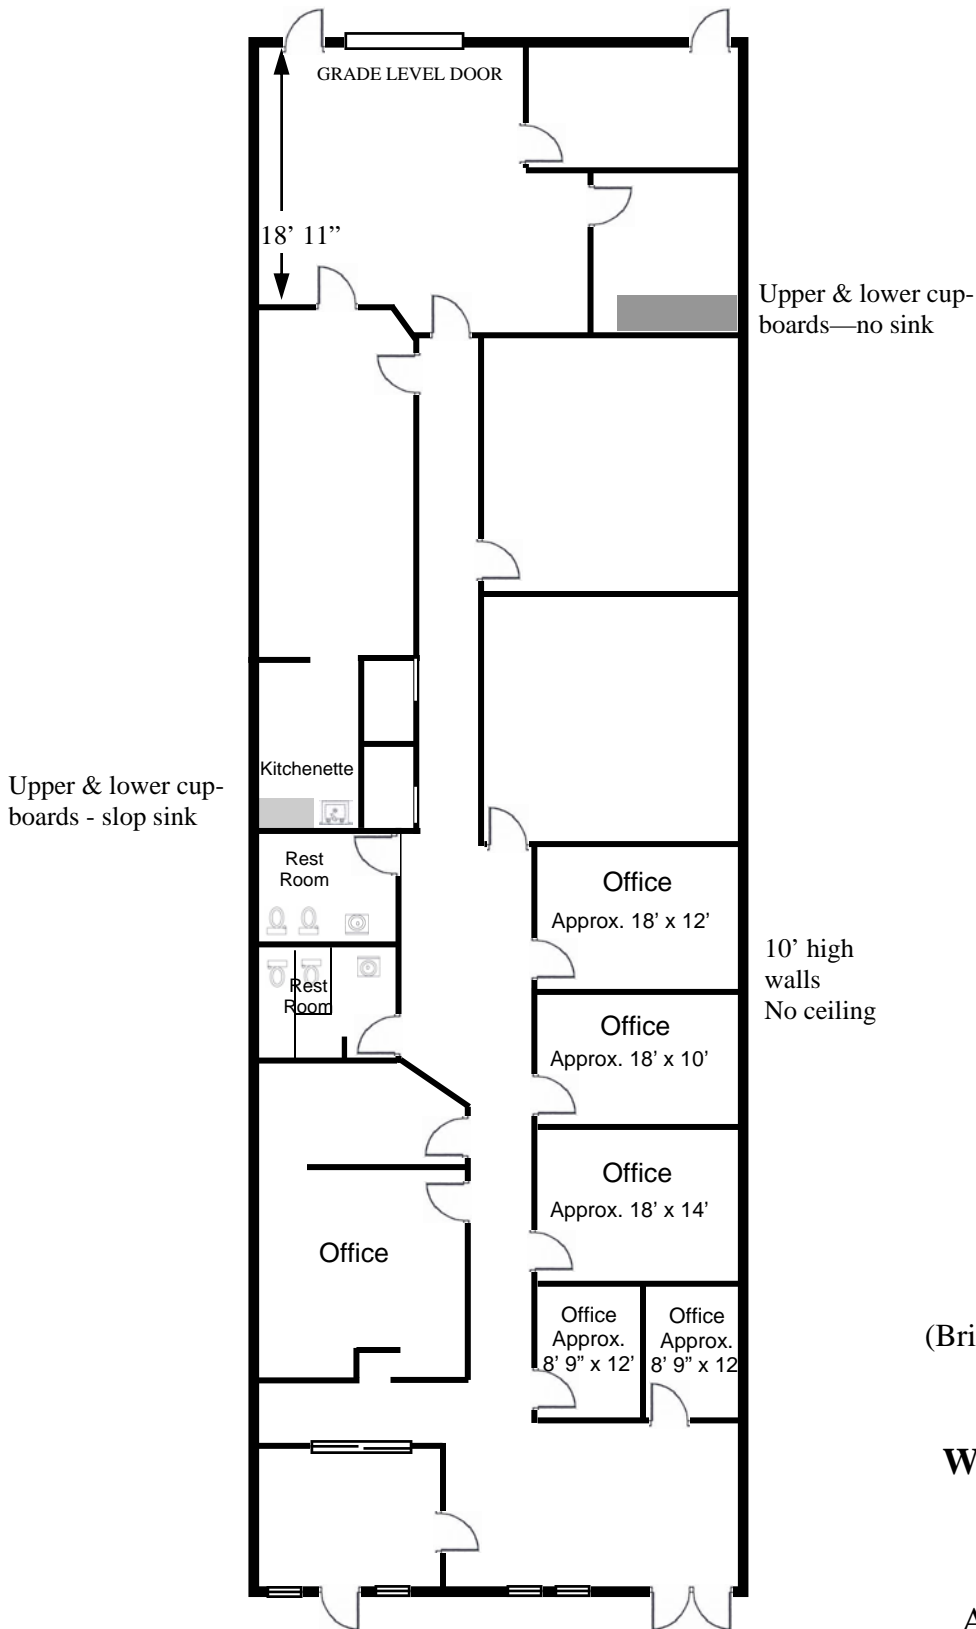 GRADE LEVEL DOOR
18’ 11”
Upper & lower cup-
boards—no sink
Kitchenette
Upper & lower cup-
boards - slop sink
Rest
Room
Office
Approx. 18’ x 12’
10’ high
walls
No ceiling
Rest
Room
Office
Approx. 18’ x 10’
Office
Approx. 18’ x 14’
Office
Office
Approx.
8’ 9” x 12’
Office
Approx.
8’ 9” x 12
(Bri
W
A